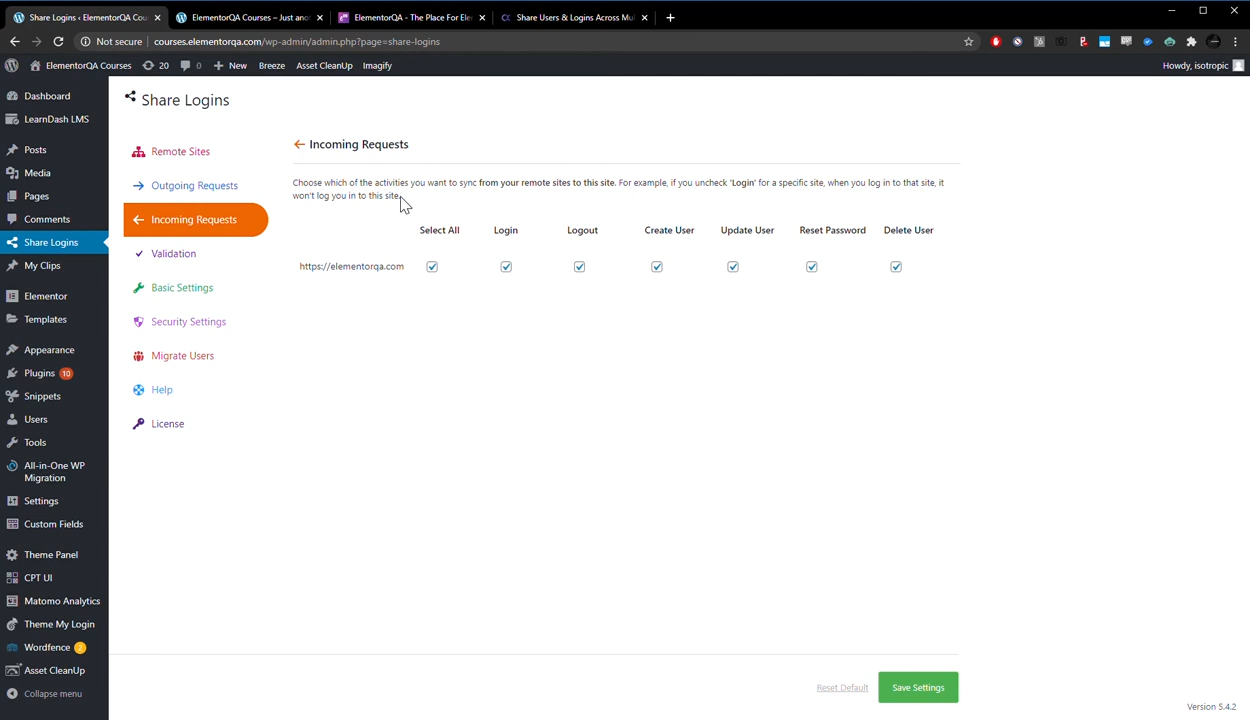 Share Logins ‹ ElementorQA Cou
ElementorQA Courses – Just ano
ElementorQA - The Place For Ele
Share Users & Logins Across Mul
Not secure
courses.elementorqa.com/wp-admin/admin.php?page=share-logins
ElementorQA Courses
20
0
New
Breeze
Asset CleanUp
Imagify
Howdy, isotropic
Dashboard
LearnDash LMS
Posts
Media
Pages
Comments
Share Logins
My Clips
Elementor
Templates
Appearance
Plugins 10
Snippets
Users
Tools
All-in-One WP
Migration
Settings
Custom Fields
Theme Panel
CPT UI
Matomo Analytics
Theme My Login
Wordfence 2
Asset CleanUp
Collapse menu
Share Logins
Remote Sites
Outgoing Requests
Incoming Requests
Validation
Basic Settings
Security Settings
Migrate Users
Help
License
Incoming Requests
Choose which of the activities you want to sync from your remote sites to this site. For example, if you uncheck 'Login' for a specific site, when you log in to that site, it
won't log you in to this site.
Select All Login Logout Create User Update User Reset Password Delete User
https://elementorqa.com
Reset Default
Save Settings
Version 5.4.2